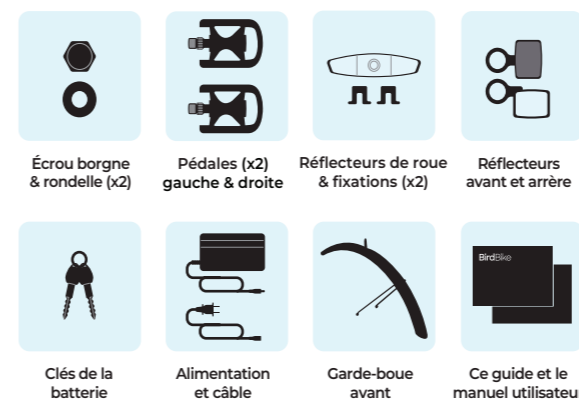 Écrou borgne
& rondelle (x2)
Pédales (x2)
gauche & droite
Réflecteurs de roue
& fixations (x2)
Réflecteurs
avant et arrère
BirdBike
Clés de la
batterie
Alimentation
et câble
Garde-boue
avant
Ce guide et le
manuel utilisateu